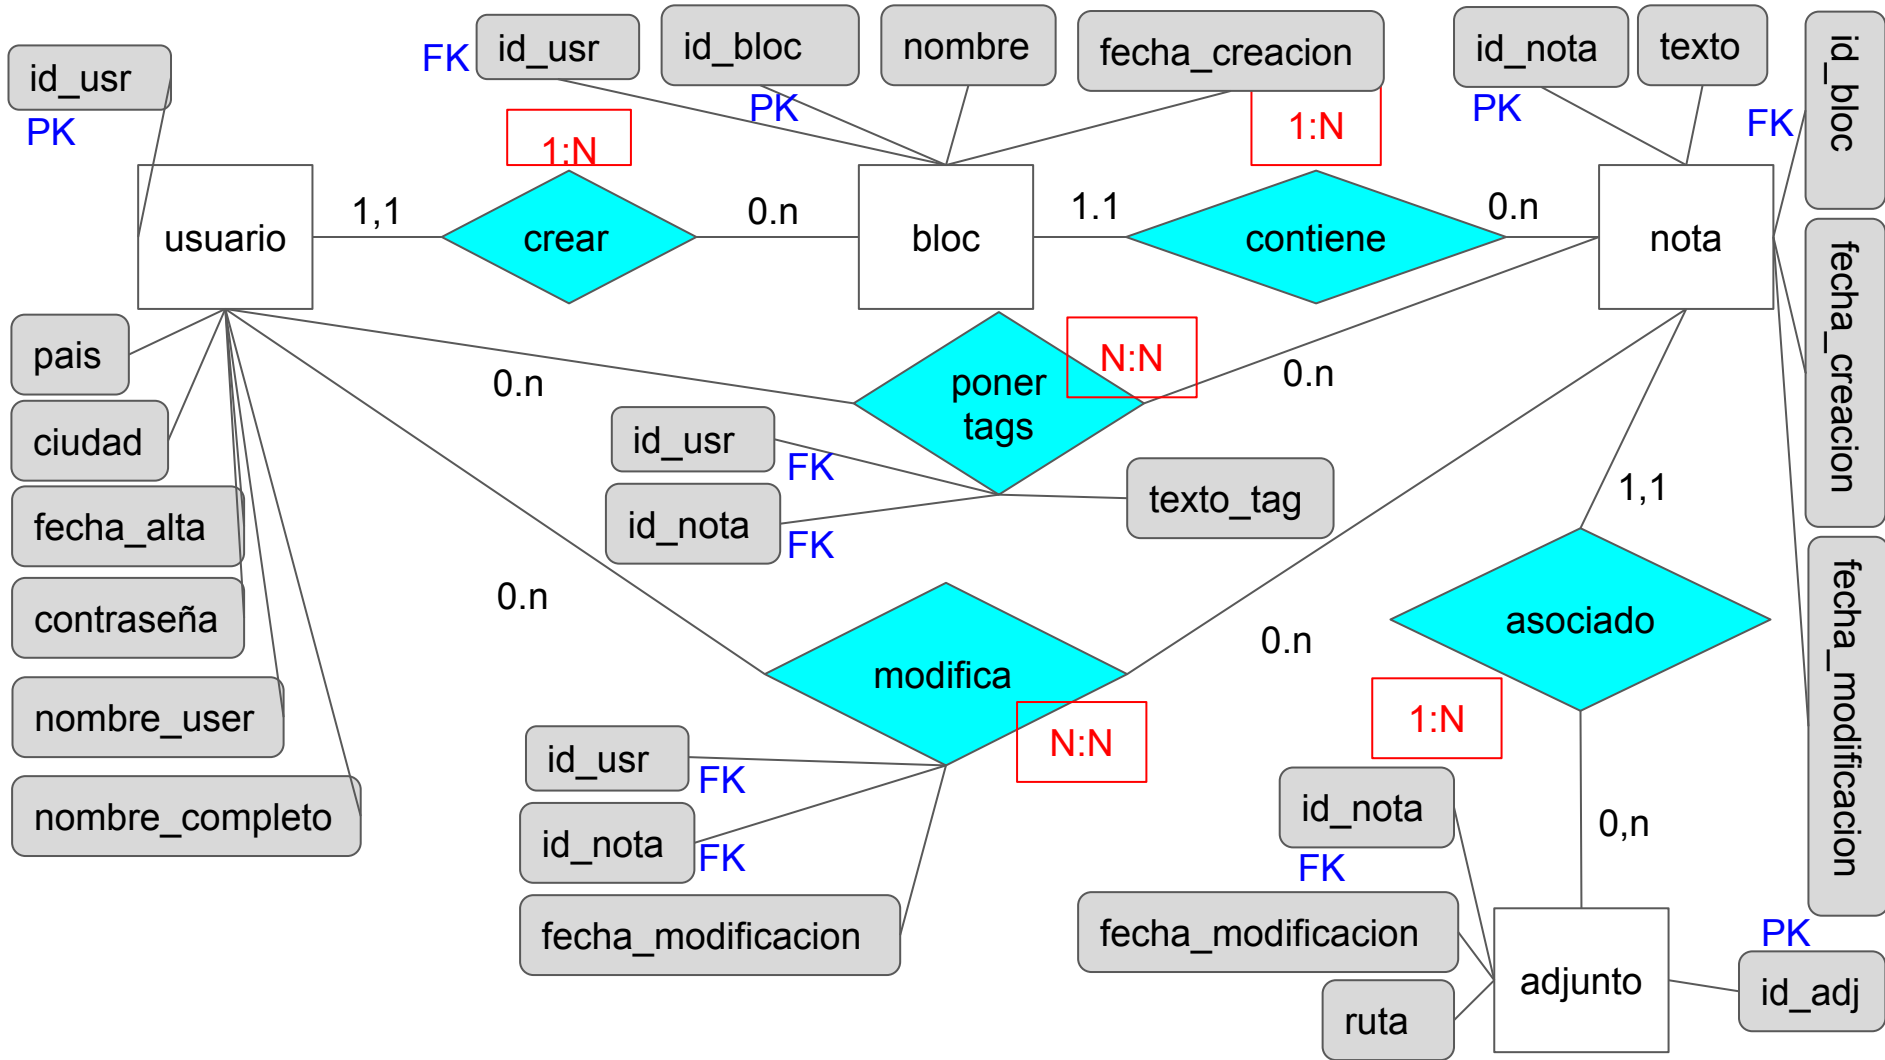 id_usr
PK
FK
id_usr
id_bloc
PK
nombre
fecha_creacion
id_nota
PK
texto
id_bloc
FK
1:N
1:N
usuario
1,1
crear
0.n
bloc
1.1
contiene
0.n
nota
fecha_creacion
pais
ciudad
fecha_alta
contraseña
nombre_user
nombre_completo
0.n
poner
tags
N:N
0.n
id_usr
FK
id_nota
FK
texto_tag
1,1
0.n
modifica
N:N
0.n
asociado
1:N
fecha_modificacion
id_usr
FK
id_nota
FK
fecha_modificacion
id_nota
FK
0,n
fecha_modificacion
ruta
adjunto
PK
id_adj